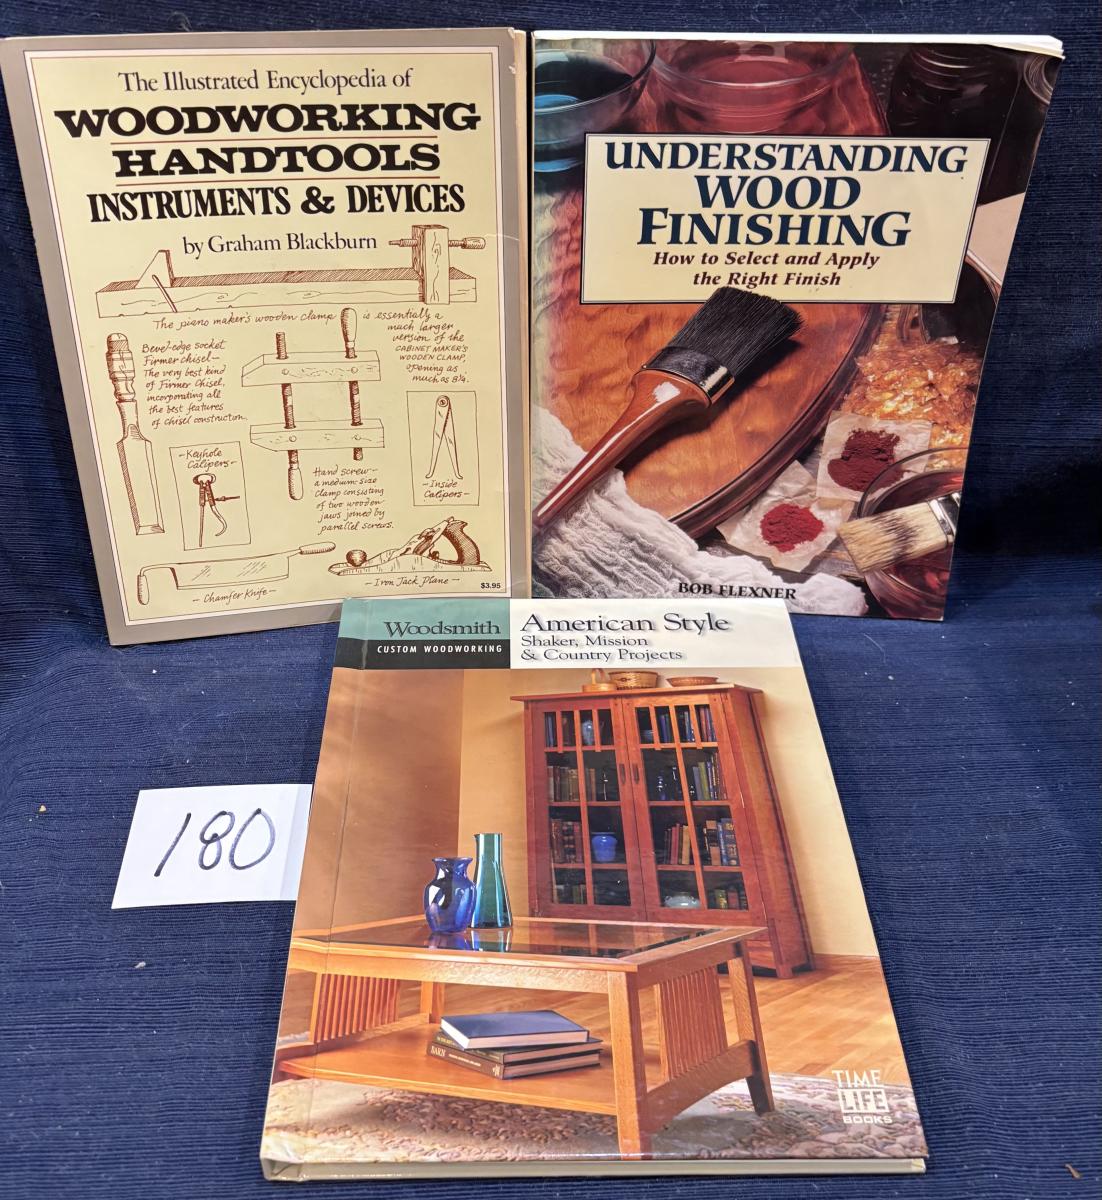 The Illustrated Encyclopedia of
WOODWORKING
HANDTOOLS
INSTRUMENTS & DEVICES
by Graham Blackburn
The piano maker's wooden clamp is essentially a
much larger
version of the
CABINET MAKER'S
WOODEN CLAMP,
opening as
much as 8¼.
Bevel-edge socket
Firmer chisel—
The very best kind
of Firmer Chisel,
incorporating all
the best features
of chisel construction.
-Keyhole
Calipers-
Hand screw—
a medium-size
clamp consisting
of two wooden
jaws joined by
parallel screws.
-Inside
Calipers-
-Iron Jack Plane-
-Chamfer Knife-
$3.95
UNDERSTANDING
WOOD
FINISHING
How to Select and Apply
the Right Finish
BOB FLEXNER
Woodsmith
CUSTOM WOODWORKING
American Style
Shaker, Mission
& Country Projects
BARN
TIME
LIFE
BOOKS
180